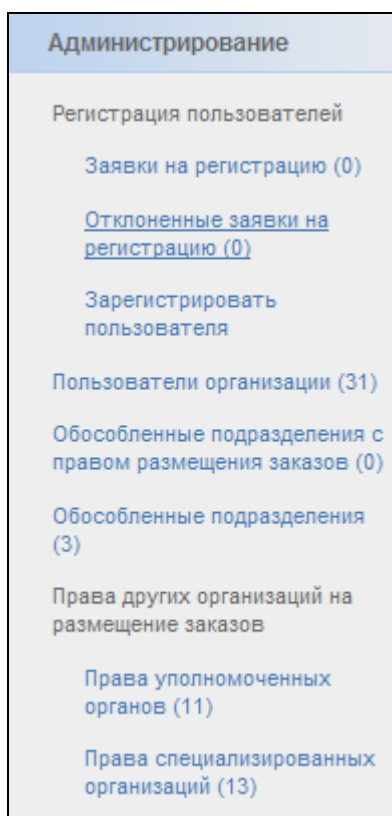 Администрирование
Регистрация пользователей
Заявки на регистрацию (0)
Отклоненные заявки на
регистрацию (0)
Зарегистрировать
пользователя
Пользователи организации (31)
Обособленные подразделения с
правом размещения заказов (0)
Обособленные подразделения
(3)
Права других организаций на
размещение заказов
Права уполномоченных
органов (11)
Права специализированных
организаций (13)